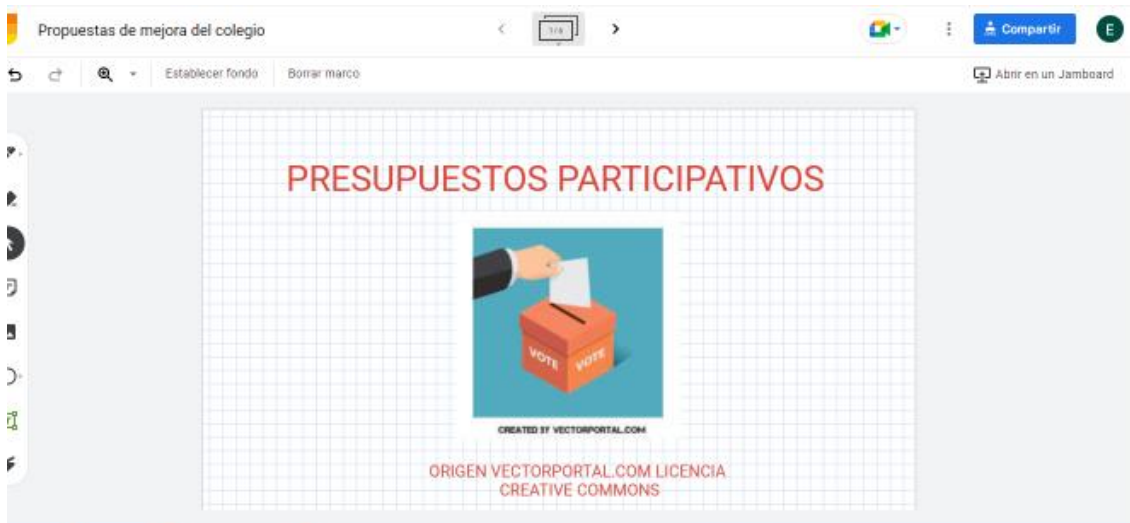 Propuestas de mejora del colegio
Compartir
E
Establecer fondo
Borrar marco
Abrir en un Jamboard
PRESUPUESTOS PARTICIPATIVOS
VOTE
VOTE
CREATED BY VECTORPORTAL.COM
ORIGEN VECTORPORTAL.COM LICENCIA
CREATIVE COMMONS